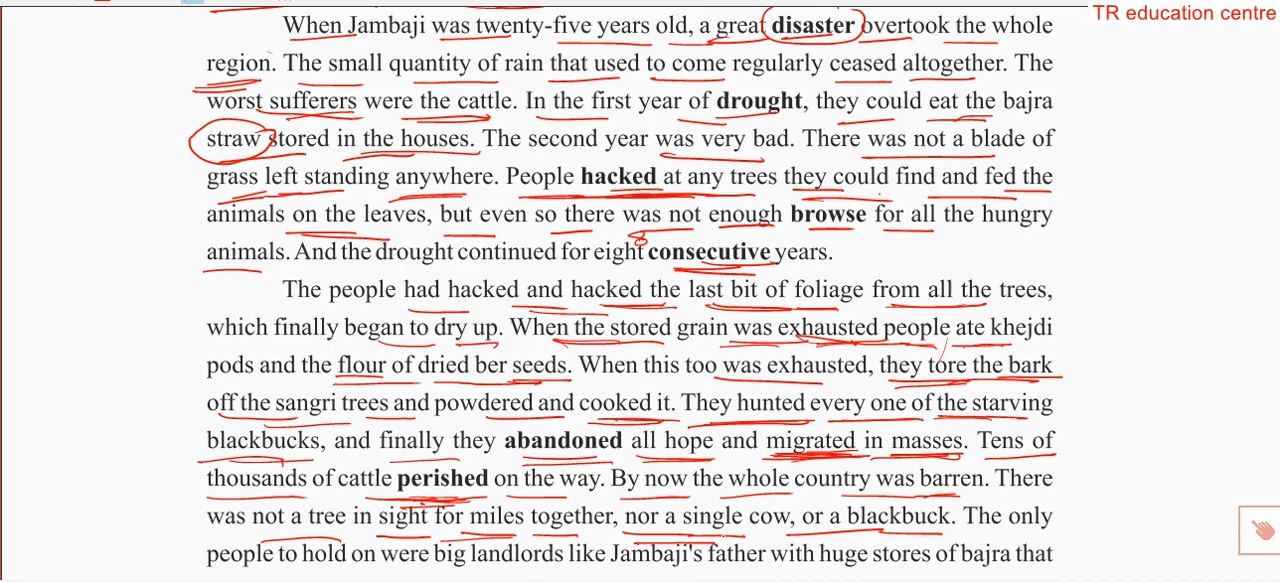 TR education centre
When Jambaji was twenty-five years old, a great disaster overtook the whole
region. The small quantity of rain that used to come regularly ceased altogether. The
worst sufferers were the cattle. In the first year of drought, they could eat the bajra
straw stored in the houses. The second year was very bad. There was not a blade of
grass left standing anywhere. People hacked at any trees they could find and fed the
animals on the leaves, but even so there was not enough browse for all the hungry
8
animals. And the drought continued for eight consecutive years.
The people had hacked and hacked the last bit of foliage from all the trees,
which finally began to dry up. When the stored grain was exhausted people ate khejdi
pods and the flour of dried ber seeds. When this too was exhausted, they tore the bark
off the sangri trees and powdered and cooked it. They hunted every one of the starving
blackbucks, and finally they abandoned all hope and migrated in masses. Tens of
thousands of cattle perished on the way. By now the whole country was barren. There
was not a tree in sight for miles together, nor a single cow, or a blackbuck. The only
people to hold on were big landlords like Jambaji's father with huge stores of bajra that